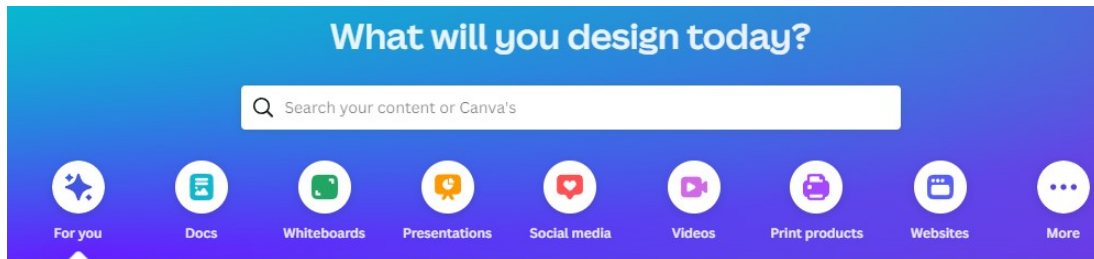 What will you design today?
Search your content or Canva's
For you Docs Whiteboards Presentations Social media Videos Print products Websites More